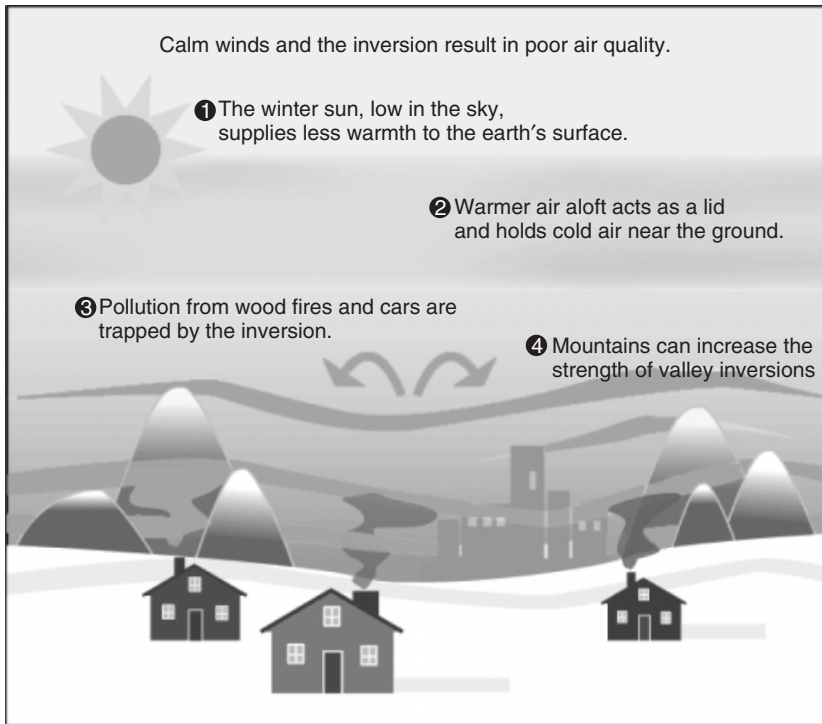 Calm winds and the inversion result in poor air quality.
❶ The winter sun, low in the sky,
supplies less warmth to the earth′s surface.
❷ Warmer air aloft acts as a lid
and holds cold air near the ground.
❸ Pollution from wood fires and cars are
trapped by the inversion.
❹ Mountains can increase the
strength of valley inversions